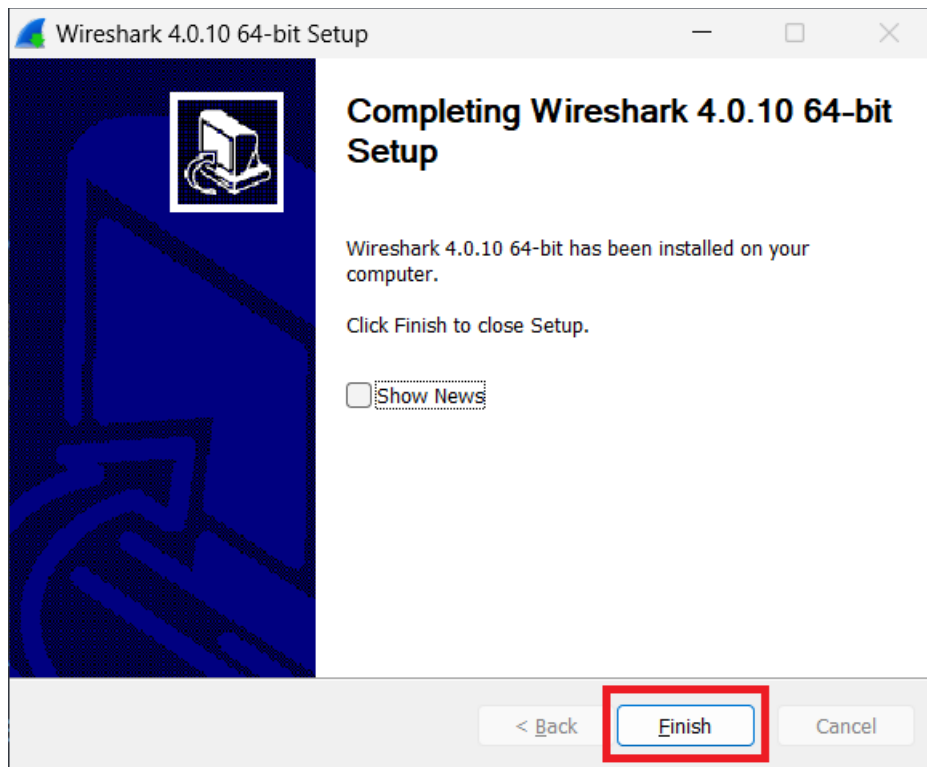 Wireshark 4.0.10 64-bit Setup
Completing Wireshark 4.0.10 64-bit
Setup
Wireshark 4.0.10 64-bit has been installed on your
computer.
Click Finish to close Setup.
Show News
< Back
Finish
Cancel